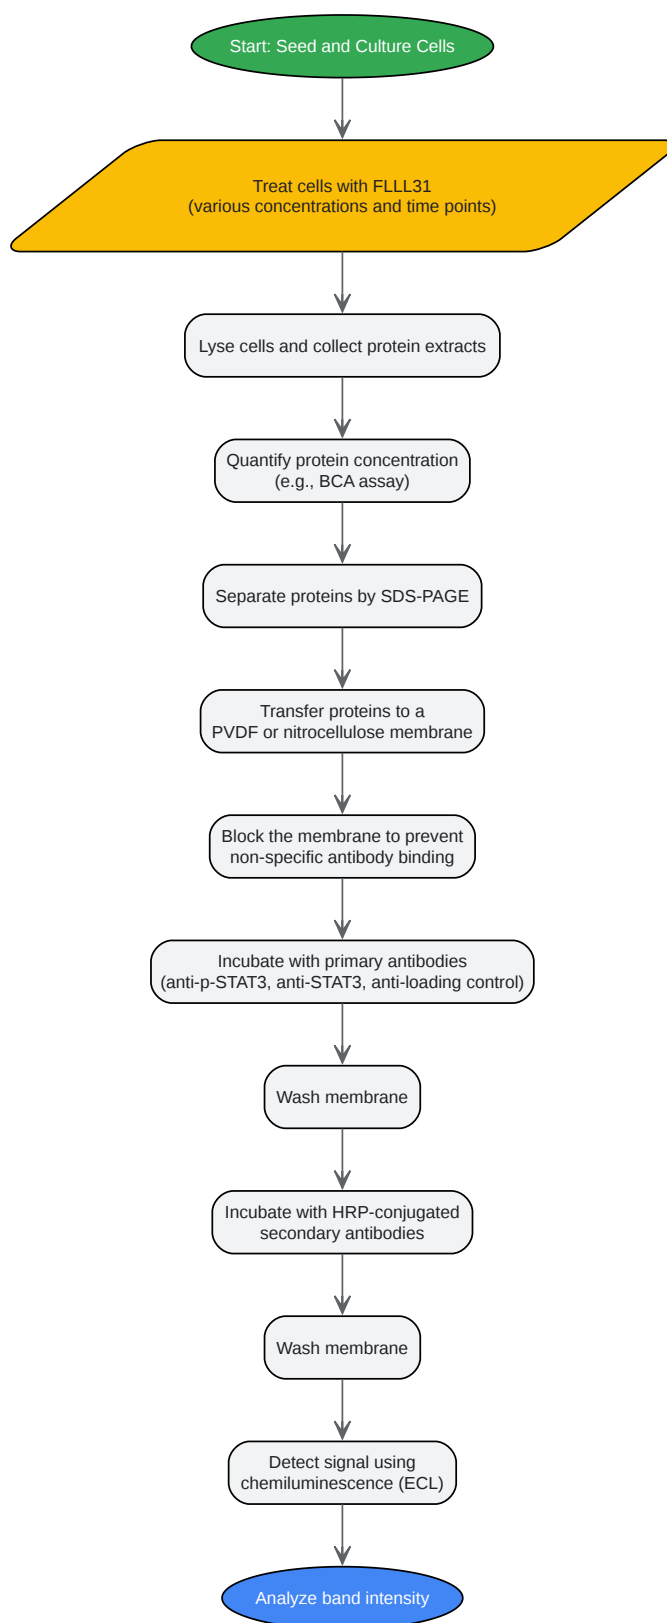 Start: Seed and Culture Cells
Treat cells with FLLL31
(various concentrations and time points)
Lyse cells and collect protein extracts
Quantify protein concentration
(e.g., BCA assay)
Separate proteins by SDS-PAGE
Transfer proteins to a
PVDF or nitrocellulose membrane
Block the membrane to prevent
non-specific antibody binding
Incubate with primary antibodies
(anti-p-STAT3, anti-STAT3, anti-loading control)
Wash membrane
Incubate with HRP-conjugated
secondary antibodies
Wash membrane
Detect signal using
chemiluminescence (ECL)
Analyze band intensity